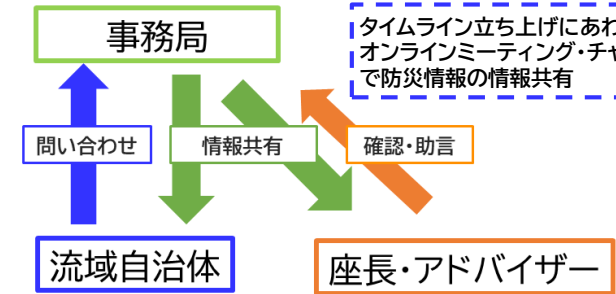 事務局
タイムライン立ち上げにあわ
オンラインミーティング・チャ
で防災情報の情報共有
問い合わせ
情報共有
確認・助言
流域自治体
座長・アドバイザー